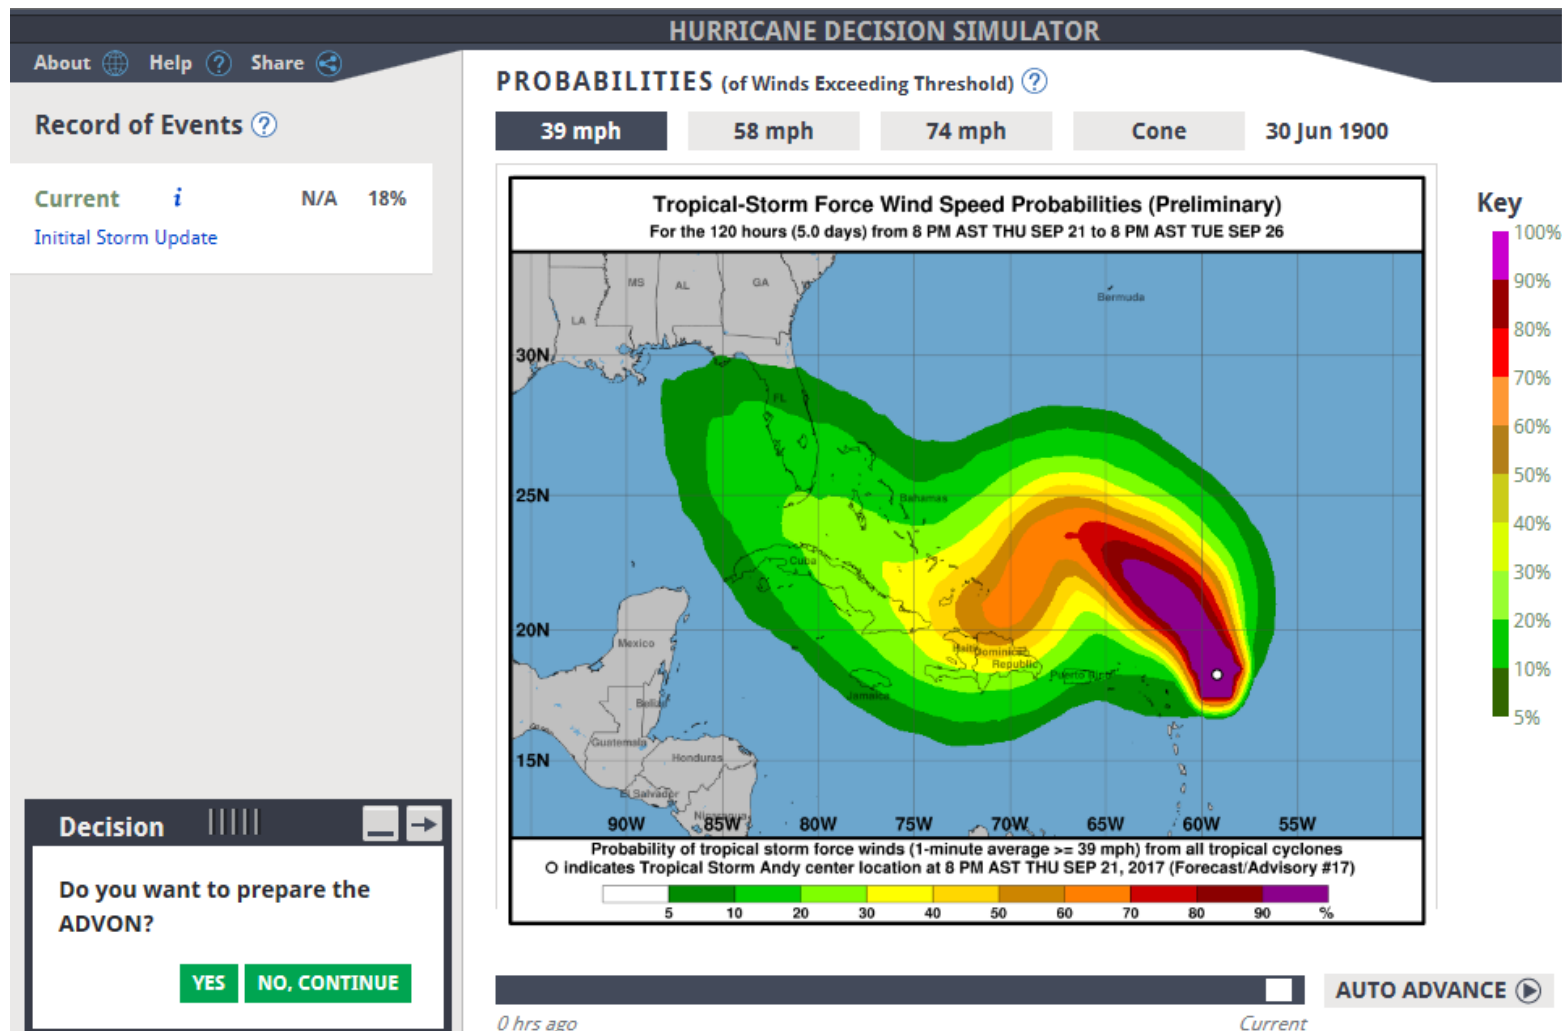 HURRICANE DECISION SIMULATOR
About Help ? Share
Record of Events ?
Current i N/A 18%
Initital Storm Update
PROBABILITIES (of Winds Exceeding Threshold) ?
39 mph 58 mph 74 mph Cone 30 Jun 1900
Tropical-Storm Force Wind Speed Probabilities (Preliminary)
For the 120 hours (5.0 days) from 8 PM AST THU SEP 21 to 8 PM AST TUE SEP 26
MS AL GA
Bermuda
LA
30N
FL
25N
Bahamas
Cuba
20N
Mexico
Haiti Dominican
Republic
Puerto Rico
Jamaica
Belize
Guatemala
Honduras
15N
El Salvador
Nicaragua
90W 85W 80W 75W 70W 65W 60W 55W
Probability of tropical storm force winds (1-minute average >= 39 mph) from all tropical cyclones
O indicates Tropical Storm Andy center location at 8 PM AST THU SEP 21, 2017 (Forecast/Advisory #17)
5 10 20 30 40 50 60 70 80 90 %
Key
100%
90%
80%
70%
60%
50%
40%
30%
20%
10%
5%
Decision
Do you want to prepare the
ADVON?
YES NO, CONTINUE
AUTO ADVANCE
0 hrs ago Current